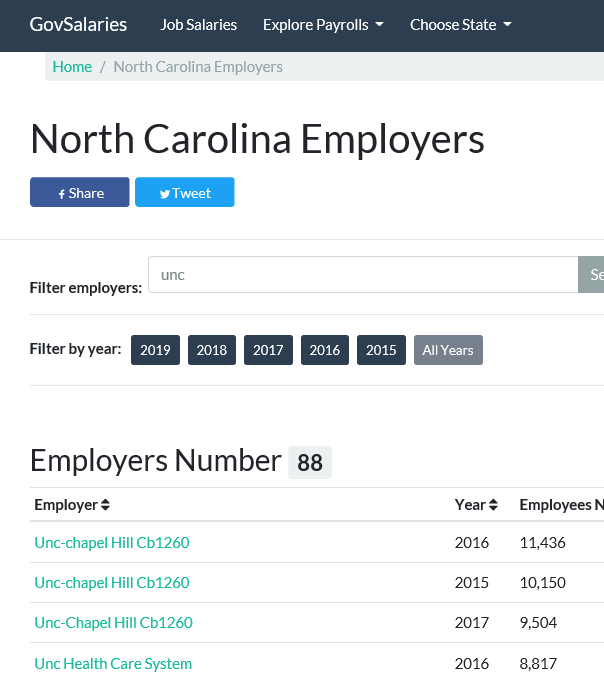 GovSalaries Job Salaries Explore Payrolls Choose State
Home / North Carolina Employers
North Carolina Employers
Share Tweet
Filter employers: unc Se
Filter by year: 2019 2018 2017 2016 2015 All Years
Employers Number 88
Employer Year Employees N
Unc-chapel Hill Cb1260 2016 11,436
Unc-chapel Hill Cb1260 2015 10,150
Unc-Chapel Hill Cb1260 2017 9,504
Unc Health Care System 2016 8,817